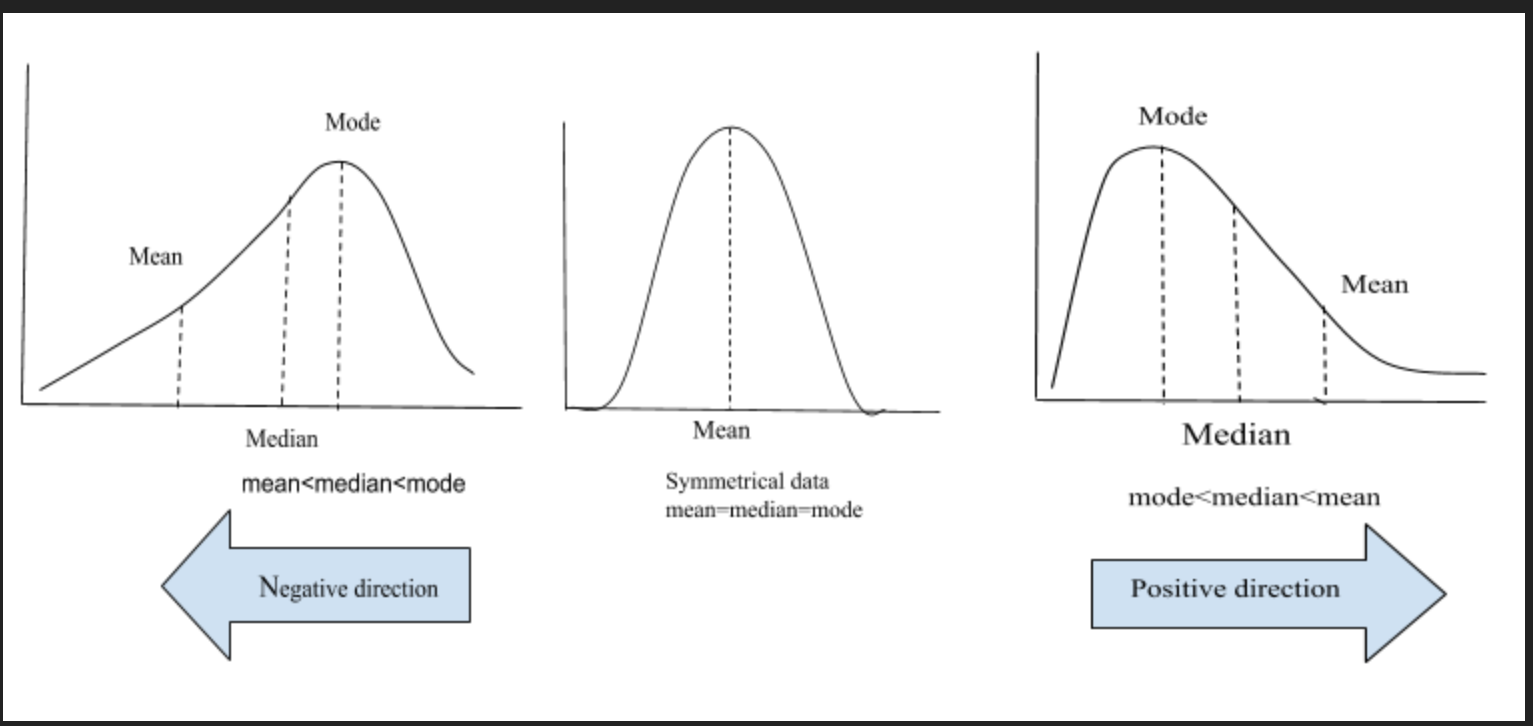 Mode
Mean
Median
mean<median<mode
Negative direction
Mean
Symmetrical data
mean=median=mode
Mode
Mean
Median
mode<median<mean
Positive direction